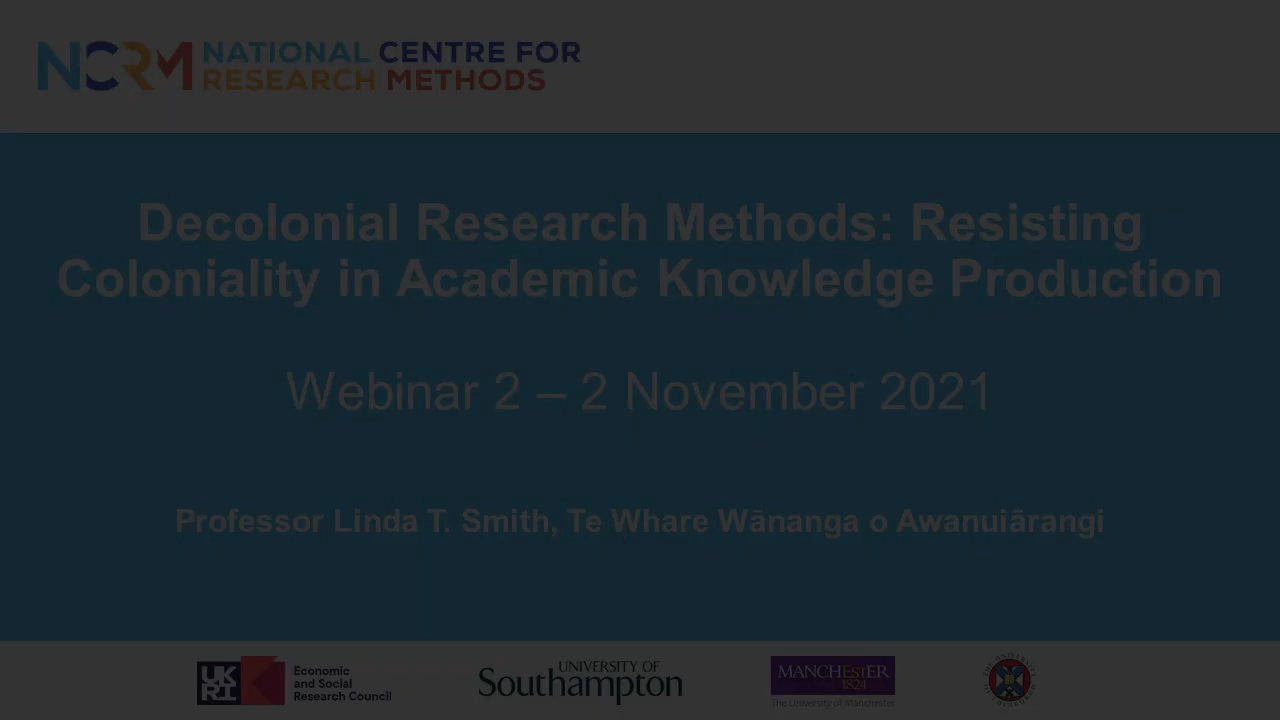 NCRM NATIONAL CENTRE FOR
RESEARCH METHODS
Decolonial Research Methods: Resisting
Coloniality in Academic Knowledge Production
Webinar 2 – 2 November 2021
Professor Linda T. Smith, Te Whare Wānanga o Awanuiārangi
UK
RI
Economic
and Social
Research Council
UNIVERSITY OF
Southampton
MANCHESTER
1824
The University of Manchester